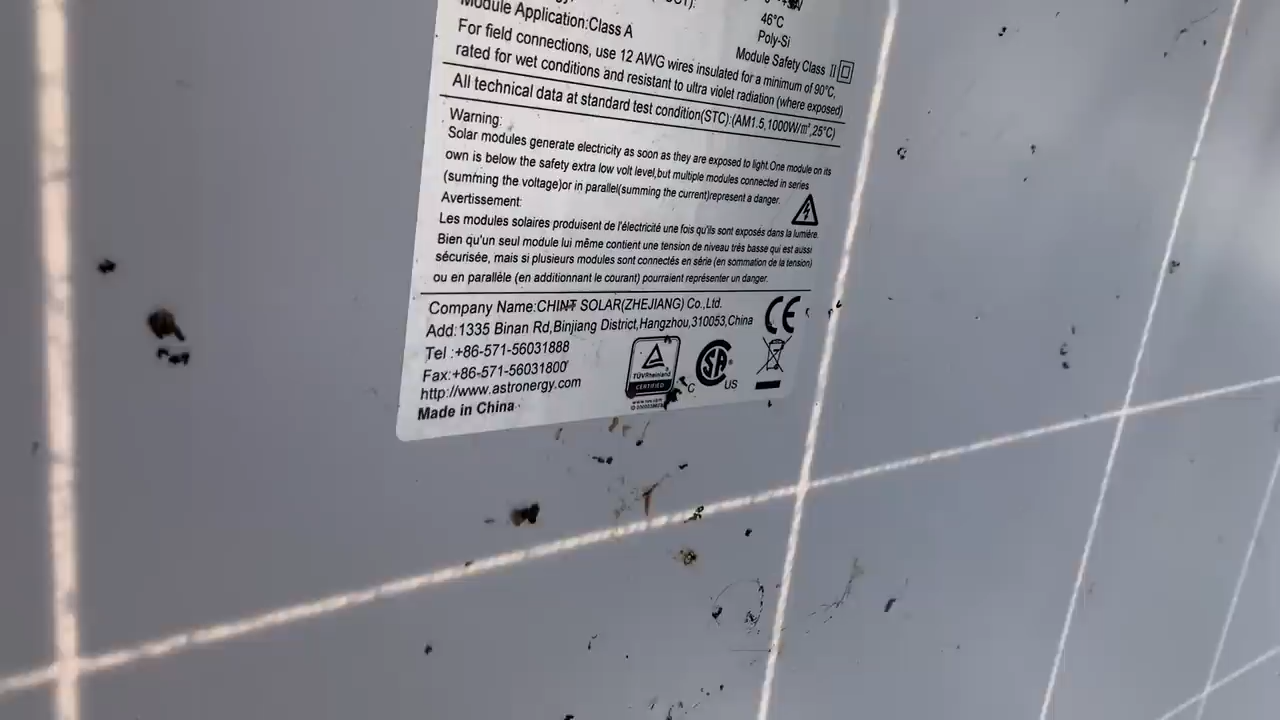 46°C
Module Application:Class A
Poly-Si
Module Safety Class II
For field connections, use 12 AWG wires insulated for a minimum of 90°C,
rated for wet conditions and resistant to ultra violet radiation (where exposed)
All technical data at standard test condition(STC):(AM1.5,1000W/m²,25°C)
Warning:
Solar modules generate electricity as soon as they are exposed to light.One module on its
own is below the safety extra low volt level,but multiple modules connected in series
(summing the voltage)or in parallel(summing the current)represent a danger.
Avertissement:
Les modules solaires produisent de l'électricité une fois qu'ils sont exposés dans la lumière.
Bien qu'un seul module lui même contient une tension de niveau très basse qui est aussi
sécurisée, mais si plusieurs modules sont connectés en série (en sommation de la tension)
ou en parallèle (en additionnant le courant) pourraient représenter un danger.
Company Name:CHINT SOLAR(ZHEJIANG) Co.,Ltd.
Add:1335 Binan Rd,Binjiang District,Hangzhou,310053,China
Tel :+86-571-56031888
Fax:+86-571-56031800
http://www.astronergy.com
Made in China
CE
TÜVRheinland
CERTIFIED
www.tuv.com
C SA US